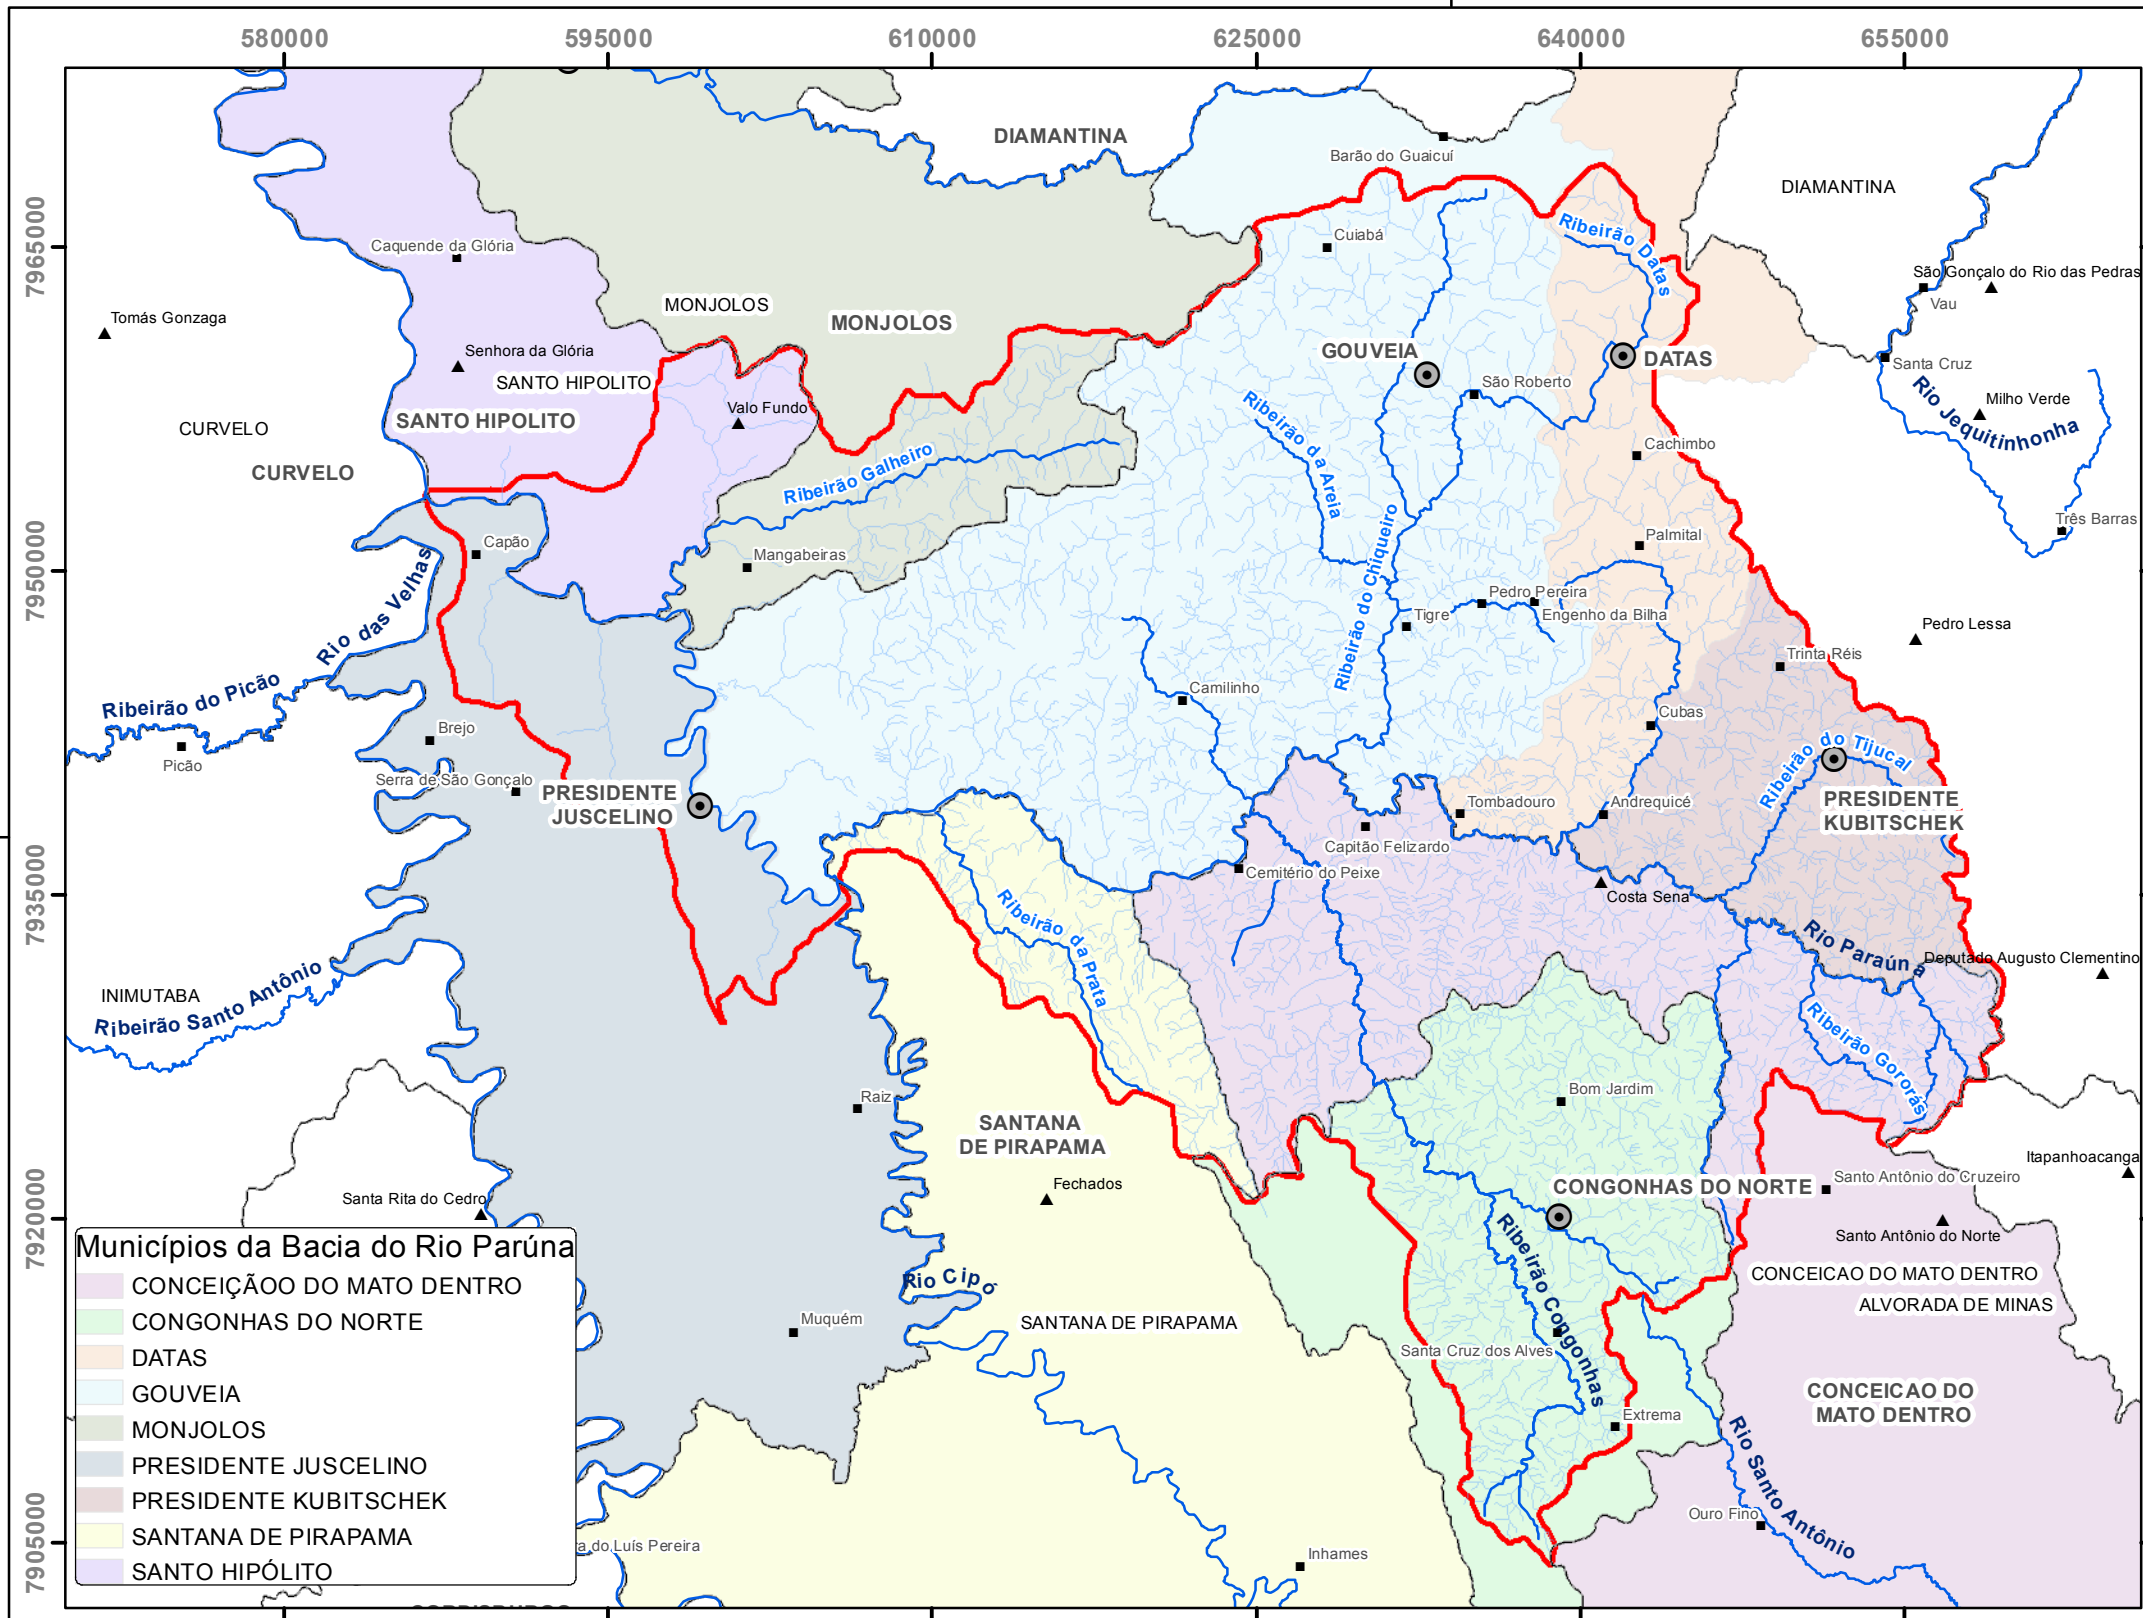 580000
595000
610000
625000
640000
655000
7965000
7950000
7935000
7920000
7905000
DIAMANTINA
Barão do Guaicuí
DIAMANTINA
Caquende da Glória
Cuiabá
Ribeirão Datas
São Gonçalo do Rio das Pedras
Vau
Tomás Gonzaga
MONJOLOS
MONJOLOS
Senhora da Glória
SANTO HIPOLITO
SANTO HIPOLITO
GOUVEIA
DATAS
São Roberto
Santa Cruz
Rio Jequitinhonha
Milho Verde
Valo Fundo
CURVELO
CURVELO
Ribeirão Galheiro
Ribeirão da Areia
Cachimbo
Três Barras
Capão
Mangabeiras
Palmital
Ribeirão do Chiqueiro
Pedro Pereira
Engenho da Bilha
Tigre
Pedro Lessa
Rio das Velhas
Ribeirão do Picão
Trinta Réis
Camilinho
Cubas
Brejo
Picão
Serra de São Gonçalo
PRESIDENTE
JUSCELINO
Ribeirão do Tijucal
PRESIDENTE
KUBITSCHEK
Tombadouro
Andrequicé
Capitão Felizardo
Cemitério do Peixe
Costa Sena
Ribeirão da Prata
Rio Paraúna
Deputado Augusto Clementino
INIMUTABA
Ribeirão Santo Antônio
Ribeirão Gororás
Raiz
Bom Jardim
SANTANA
DE PIRAPAMA
Itapanhoacanga
Fechados
Santa Rita do Cedro
CONGONHAS DO NORTE
Santo Antônio do Cruzeiro
Santo Antônio do Norte
Ribeirão Congonhas
CONCEICAO DO MATO DENTRO
ALVORADA DE MINAS
Rio Cipó
Muquém
SANTANA DE PIRAPAMA
Santa Cruz dos Alves
CONCEICAO DO
MATO DENTRO
Extrema
Rio Santo Antônio
Ouro Fino
Inhames
ra do Luís Pereira
Municípios da Bacia do Rio Parúna
CONCEIÇÃOO DO MATO DENTRO
CONGONHAS DO NORTE
DATAS
GOUVEIA
MONJOLOS
PRESIDENTE JUSCELINO
PRESIDENTE KUBITSCHEK
SANTANA DE PIRAPAMA
SANTO HIPÓLITO